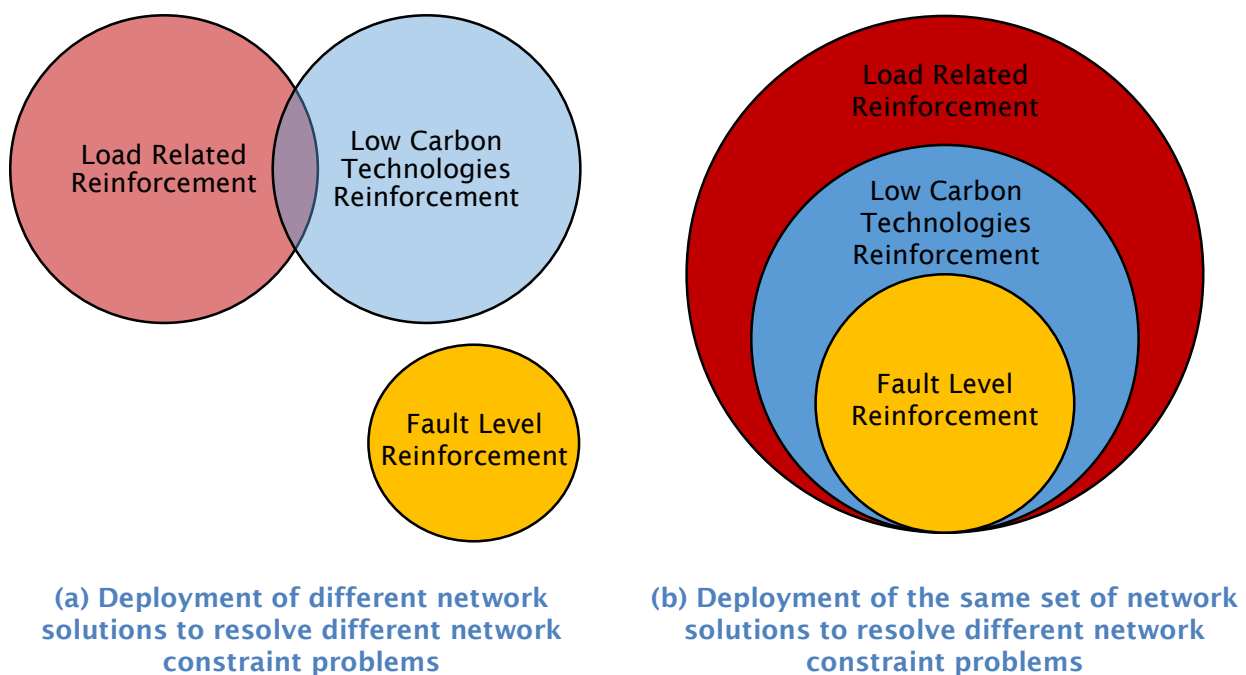 Load Related
Reinforcement
Low Carbon
Technologies
Reinforcement
Fault Level
Reinforcement
(a) Deployment of different network
solutions to resolve different network
constraint problems
Load Related
Reinforcement
Low Carbon
Technologies
Reinforcement
Fault Level
Reinforcement
(b) Deployment of the same set of network
solutions to resolve different network
constraint problems